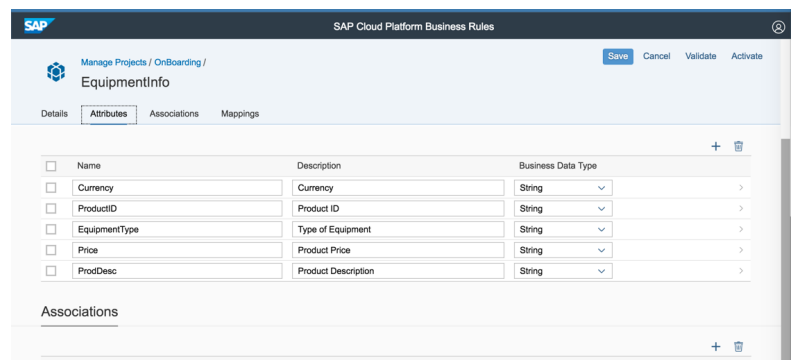 SAP SAP Cloud Platform Business Rules
Manage Projects / OnBoarding / Save Cancel Validate Activate
EquipmentInfo
Details Attributes Associations Mappings
Name Description Business Data Type
Currency Currency String
ProductID Product ID String
EquipmentType Type of Equipment String
Price Product Price String
ProdDesc Product Description String
Associations